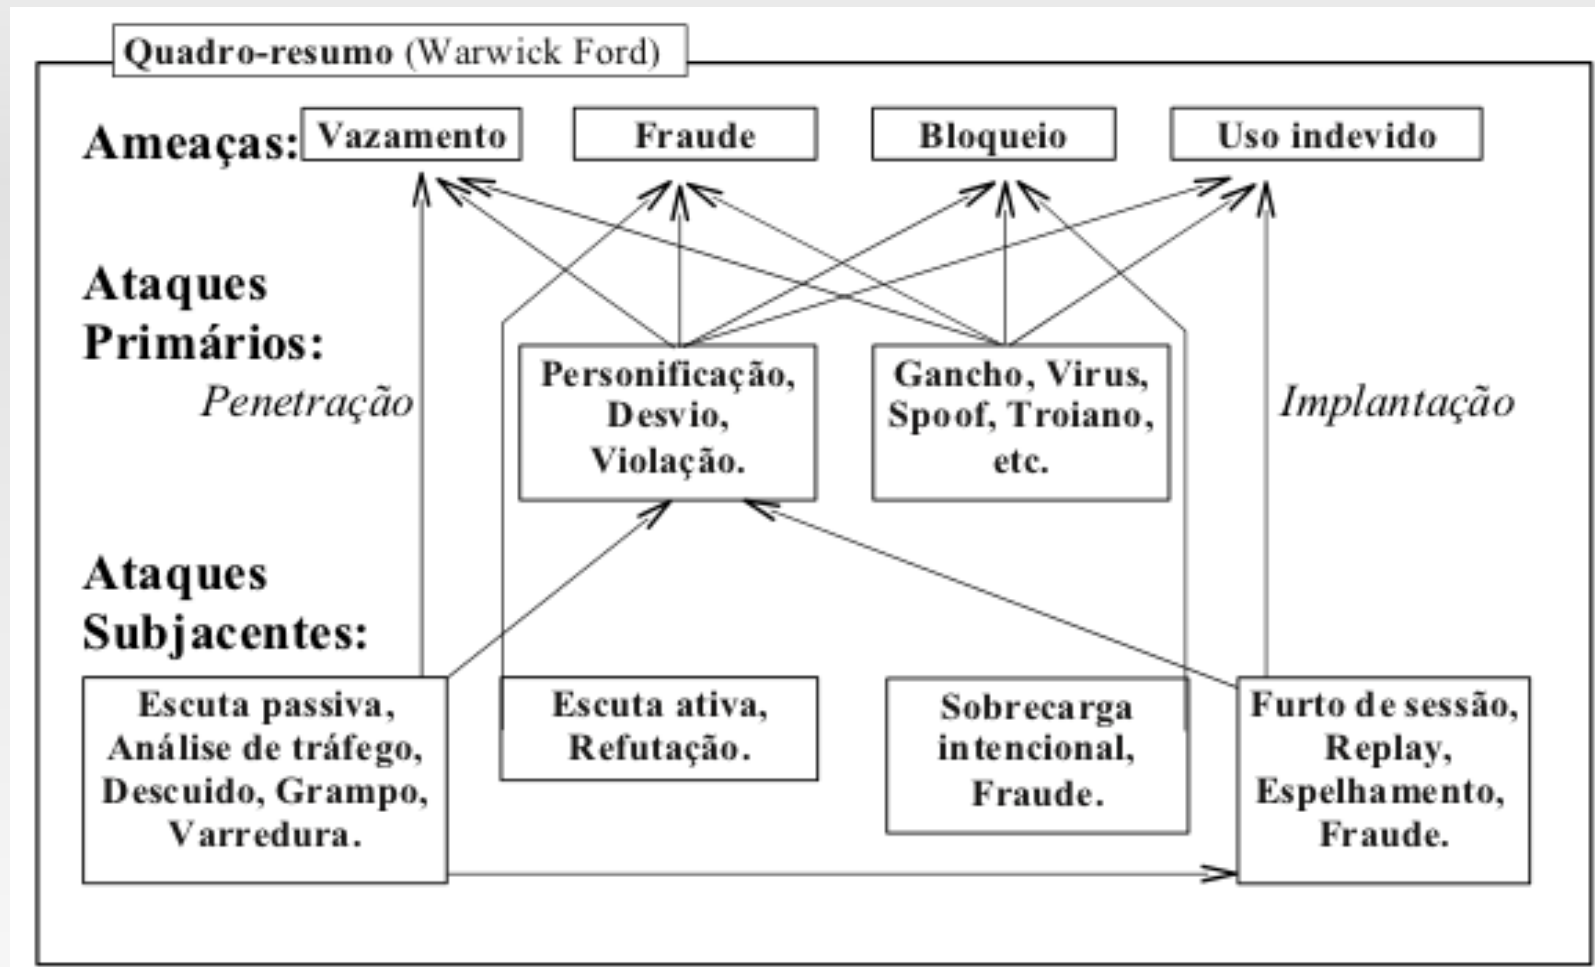 Quadro-resumo (Warwick Ford)
Ameaças:
Vazamento
Fraude
Bloqueio
Uso indevido
Ataques
Primários:
Penetração
Personificação,
Desvio,
Violação.
Gancho, Virus,
Spoof, Troiano,
etc.
Implantação
Ataques
Subjacentes:
Escuta passiva,
Análise de tráfego,
Descuido, Grampo,
Varredura.
Escuta ativa,
Refutação.
Sobrecarga
intencional,
Fraude.
Furto de sessão,
Replay,
Espelhamento,
Fraude.